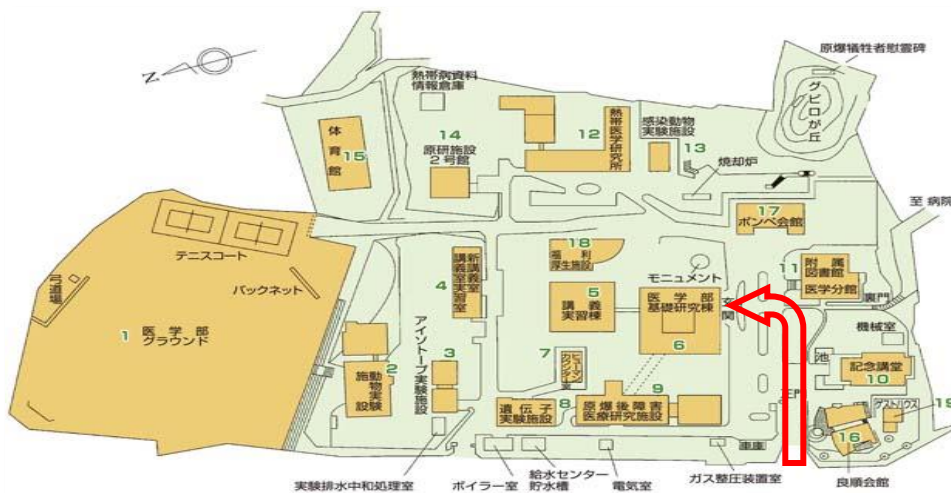 N
原爆犠牲者慰霊碑
グビロが丘
熱帯病資料
情報倉庫
体育館
15
14
原研施設
2号館
12
熱帯医学研究所
感染動物
実験施設
13
焼却炉
17
ポンペ会館
至 病院
テニスコート
弓道場
バックネット
1
医学部
グラウンド
4
新講義室
講義室実習室
18
福利
厚生施設
モニュメント
11
附属
図書館
医学分館
裏門
5
講義
実習棟
医学部
基礎研究棟
6
玄関
機械室
アイソトープ実験施設
3
2
動物実験
施設
7
ヒューマン
カウンター室
池
記念講堂
10
正門
8
遺伝子
実験施設
9
原爆後障害
医療研究施設
ゲストハウス
19
16
車庫
良順会館
実験排水中和処理室
ボイラー室
給水センター
貯水槽
電気室
ガス整圧装置室